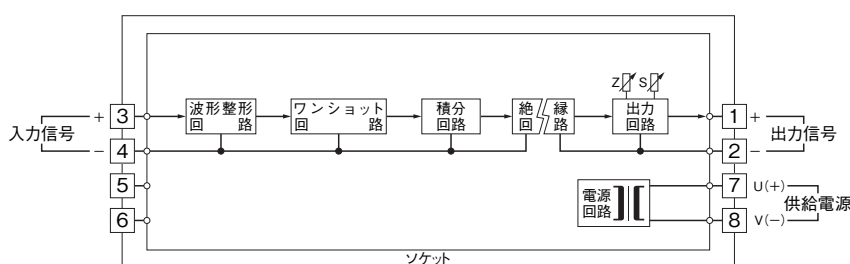 Z S
波形整形
回 路
ワンショット
回 路
積分
回路
絶 縁
回 路
出力
回路
入力信号
+ 3
- 4
5
6
1 +
2 -
出力信号
電源
回路
7 U(+)
8 V(-)
供給電源
ソケット